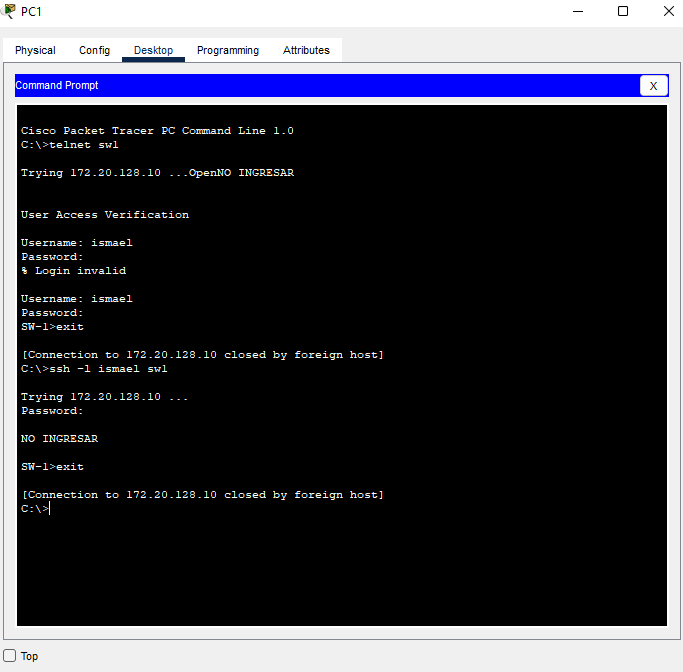 PC1
Physical Config Desktop Programming Attributes
Command Prompt X
Cisco Packet Tracer PC Command Line 1.0
C:\>telnet sw1
Trying 172.20.128.10 ...OpenNO INGRESAR
User Access Verification
Username: ismael
Password:
% Login invalid
Username: ismael
Password:
SW-1>exit
[Connection to 172.20.128.10 closed by foreign host]
C:\>ssh -l ismael sw1
Trying 172.20.128.10 ...
Password:
NO INGRESAR
SW-1>exit
[Connection to 172.20.128.10 closed by foreign host]
C:\>
Top